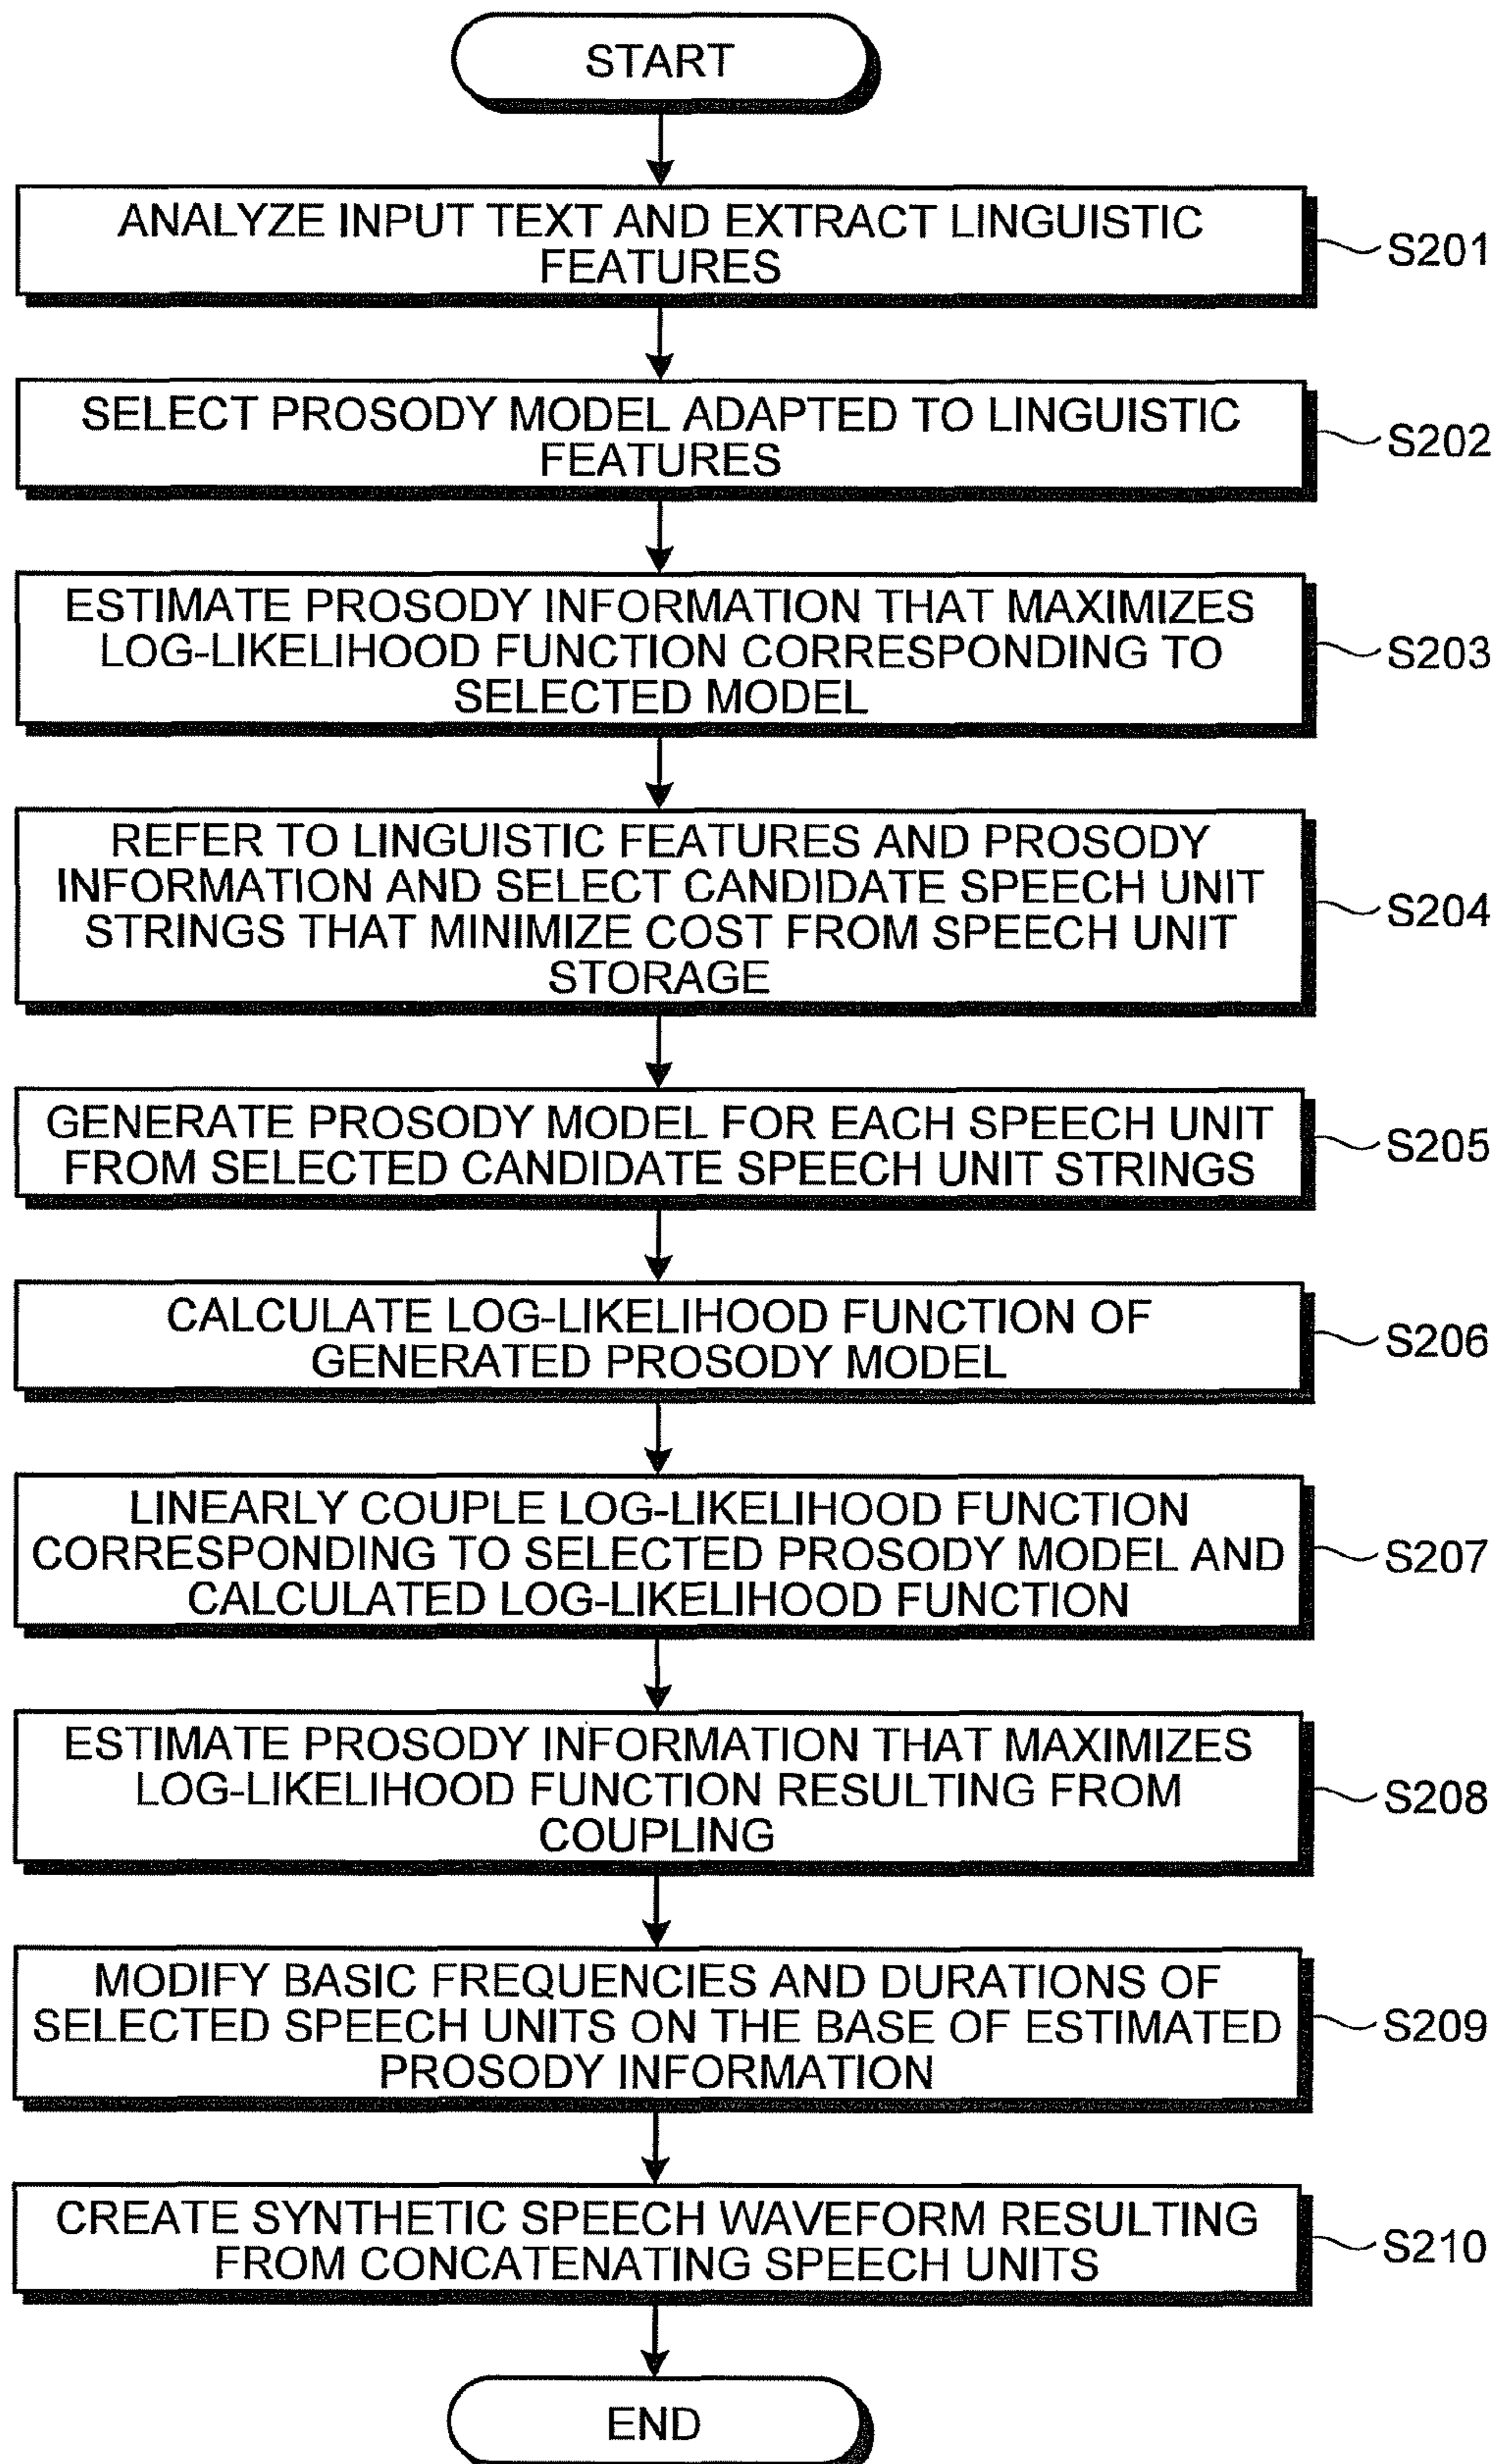 START
ANALYZE INPUT TEXT AND EXTRACT LINGUISTIC
FEATURES
S201
SELECT PROSODY MODEL ADAPTED TO LINGUISTIC
FEATURES
S202
ESTIMATE PROSODY INFORMATION THAT MAXIMIZES
LOG-LIKELIHOOD FUNCTION CORRESPONDING TO
SELECTED MODEL
S203
REFER TO LINGUISTIC FEATURES AND PROSODY
INFORMATION AND SELECT CANDIDATE SPEECH UNIT
STRINGS THAT MINIMIZE COST FROM SPEECH UNIT
STORAGE
S204
GENERATE PROSODY MODEL FOR EACH SPEECH UNIT
FROM SELECTED CANDIDATE SPEECH UNIT STRINGS
S205
CALCULATE LOG-LIKELIHOOD FUNCTION OF
GENERATED PROSODY MODEL
S206
LINEARLY COUPLE LOG-LIKELIHOOD FUNCTION
CORRESPONDING TO SELECTED PROSODY MODEL AND
CALCULATED LOG-LIKELIHOOD FUNCTION
S207
ESTIMATE PROSODY INFORMATION THAT MAXIMIZES
LOG-LIKELIHOOD FUNCTION RESULTING FROM
COUPLING
S208
MODIFY BASIC FREQUENCIES AND DURATIONS OF
SELECTED SPEECH UNITS ON THE BASE OF ESTIMATED
PROSODY INFORMATION
S209
CREATE SYNTHETIC SPEECH WAVEFORM RESULTING
FROM CONCATENATING SPEECH UNITS
S210
END